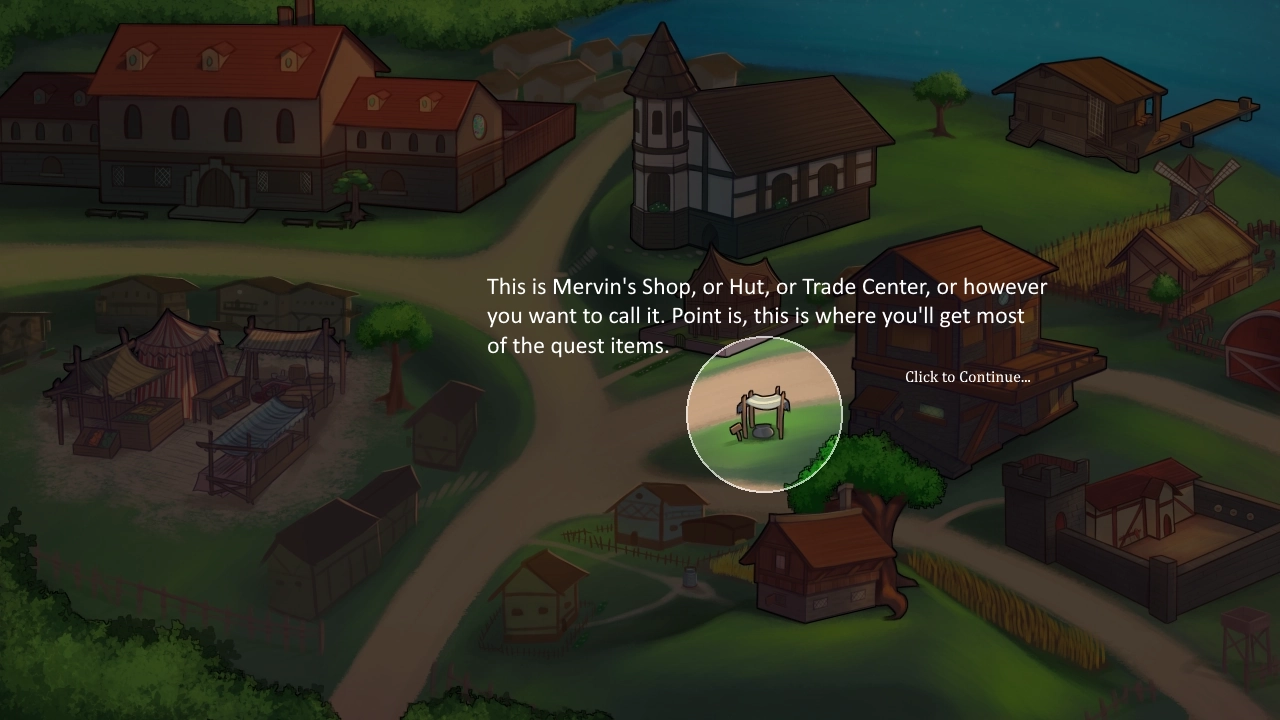 This is Mervin's Shop, or Hut, or Trade Center, or however
you want to call it. Point is, this is where you'll get most
of the quest items.
Click to Continue...